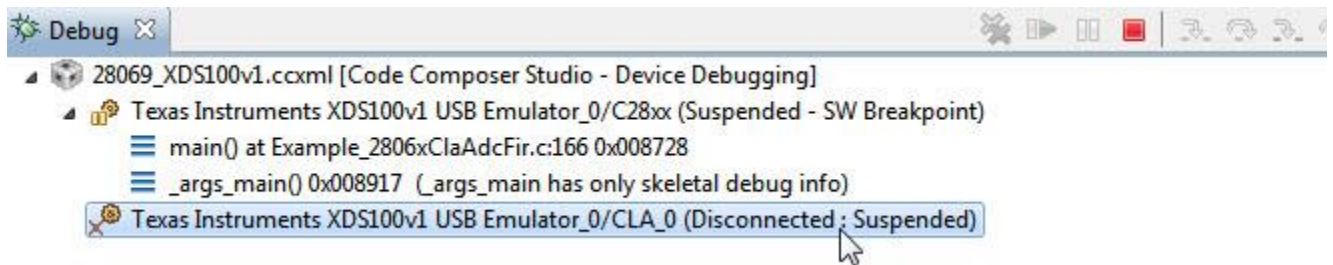 Debug
28069_XDS100v1.ccxml [Code Composer Studio - Device Debugging]
Texas Instruments XDS100v1 USB Emulator_0/C28xx (Suspended - SW Breakpoint)
main() at Example_2806xClaAdcFir.c:166 0x008728
_args_main() 0x008917 (_args_main has only skeletal debug info)
Texas Instruments XDS100v1 USB Emulator_0/CLA_0 (Disconnected : Suspended)